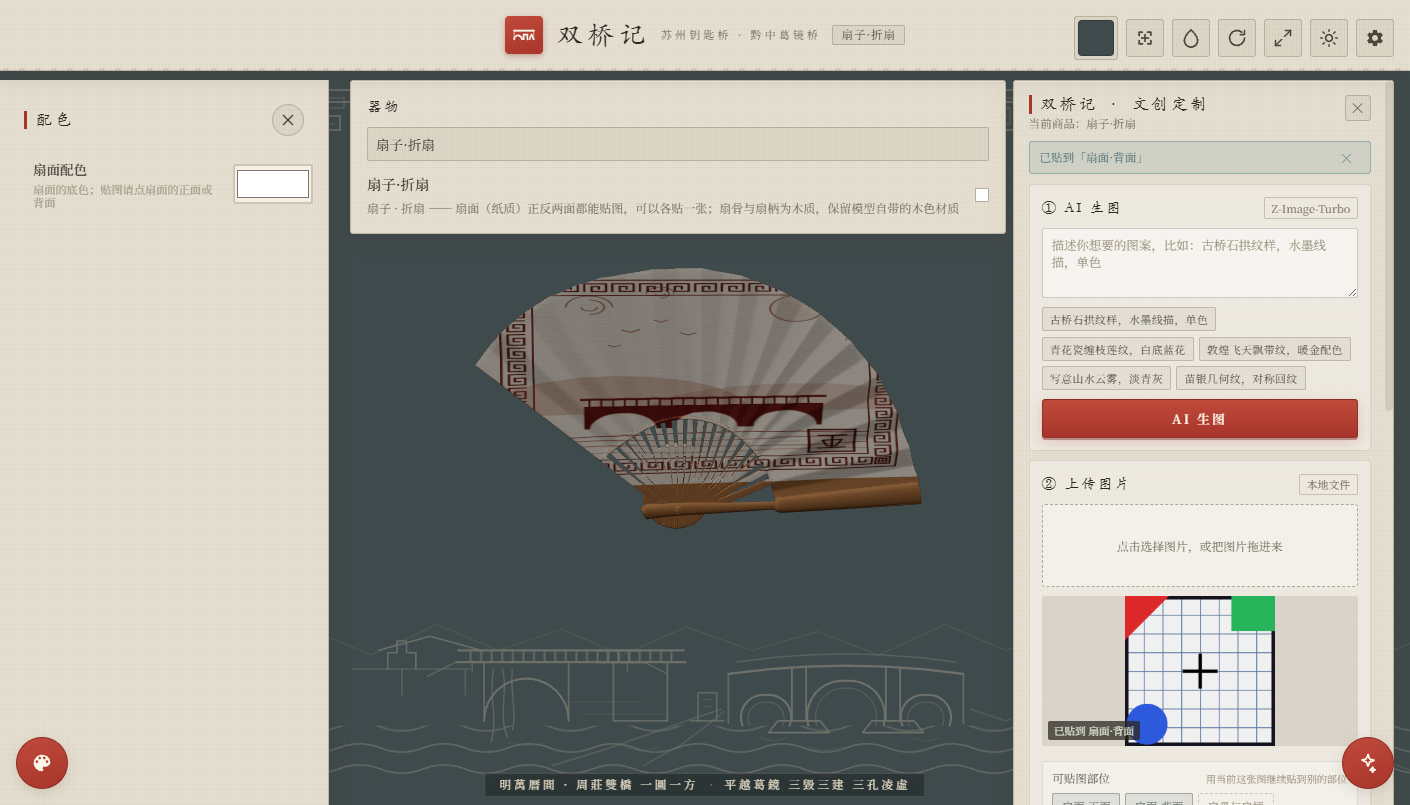 双桥记
苏州钥匙桥 · 黔中葛镜桥
扇子·折扇
配色
扇面配色
扇面的底色；贴图请点扇面的正面或
背面
器物
扇子·折扇
扇子·折扇
扇子 · 折扇 —— 扇面（纸质）正反两面都能贴图，可以各贴一张；扇骨与扇柄为木质，保留模型自带的木色材质
明萬曆間 · 周莊雙橋 一圓一方 · 平越葛鏡 三毀三建 三孔凌虛
双桥记 · 文创定制
当前商品：扇子·折扇
已贴到「扇面·背面」
① AI 生图
Z-Image-Turbo
描述你想要的图案，比如：古桥石拱纹样，水墨线
描，单色
古桥石拱纹样，水墨线描，单色
青花瓷缠枝莲纹，白底蓝花
敦煌飞天飘带纹，暖金配色
写意山水云雾，淡青灰
苗银几何纹，对称回纹
AI 生图
② 上传图片
本地文件
点击选择图片，或把图片拖进来
已贴到 扇面·背面
可贴图部位
用当前这张图继续贴到别的部位
扇面·正面
扇面·背面
扇骨与扇柄